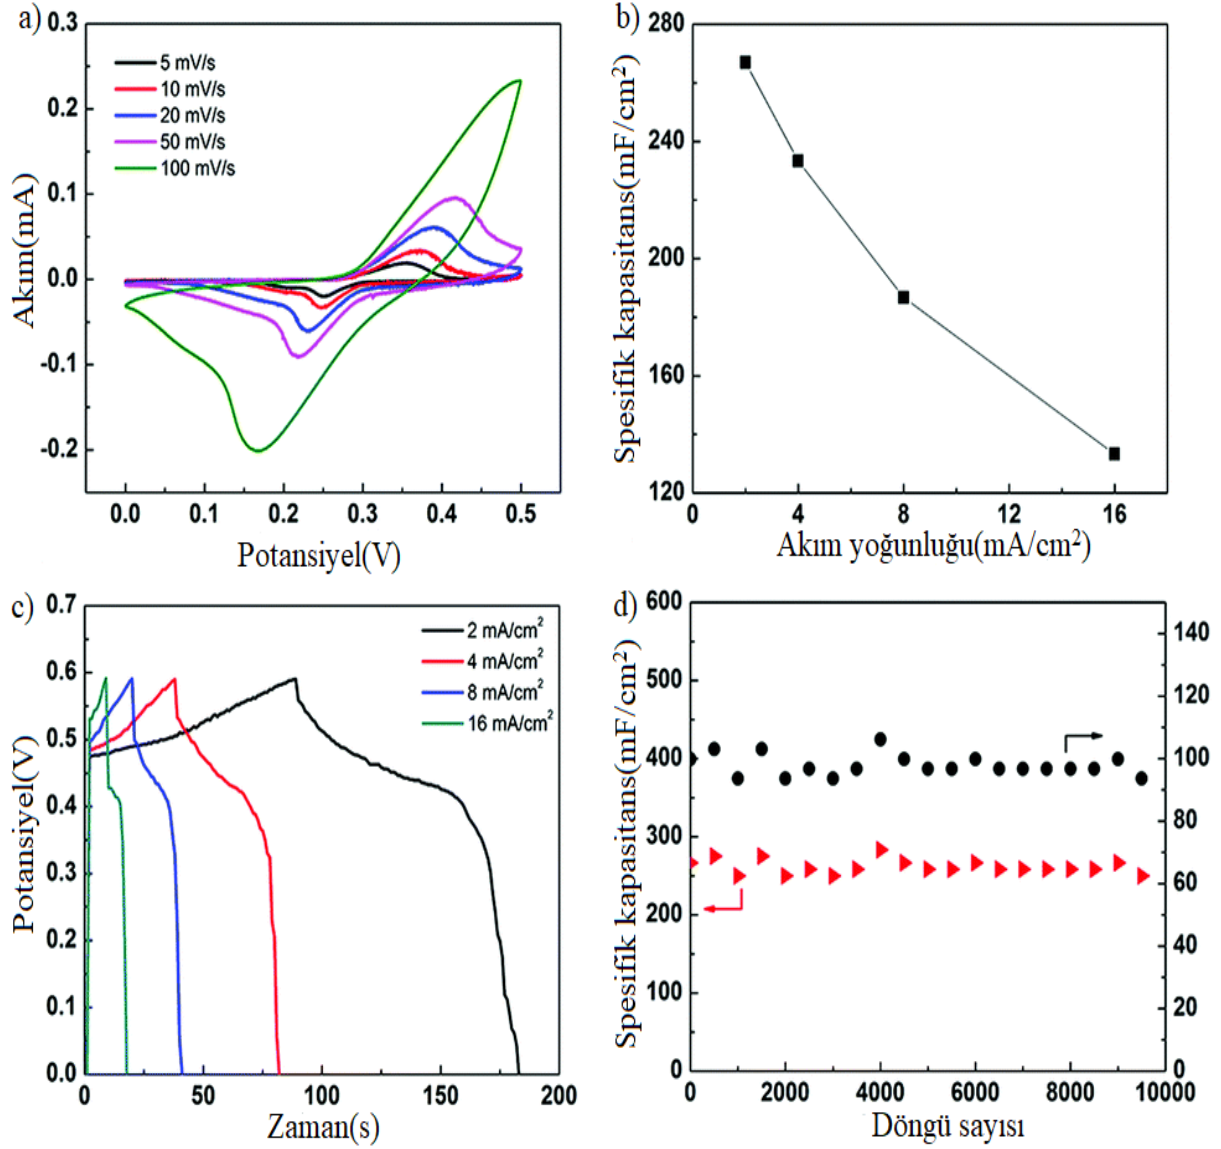 a)
0.3
0.2
0.1
0.0
-0.1
-0.2
Akım(mA)
5 mV/s
10 mV/s
20 mV/s
50 mV/s
100 mV/s
0.0 0.1 0.2 0.3 0.4 0.5
Potansiyel(V)
b)
280
240
200
160
120
Spesifik kapasitans(mF/cm²)
0 4 8 12 16
Akım yoğunluğu(mA/cm²)
c)
0.7
0.6
0.5
0.4
0.3
0.2
0.1
0.0
Potansiyel(V)
2 mA/cm²
4 mA/cm²
8 mA/cm²
16 mA/cm²
0 50 100 150 200
Zaman(s)
d)
600
500
400
300
200
100
0
Spesifik kapasitans(mF/cm²)
140
120
100
80
60
40
20
0
0 2000 4000 6000 8000 10000
Döngü sayısı